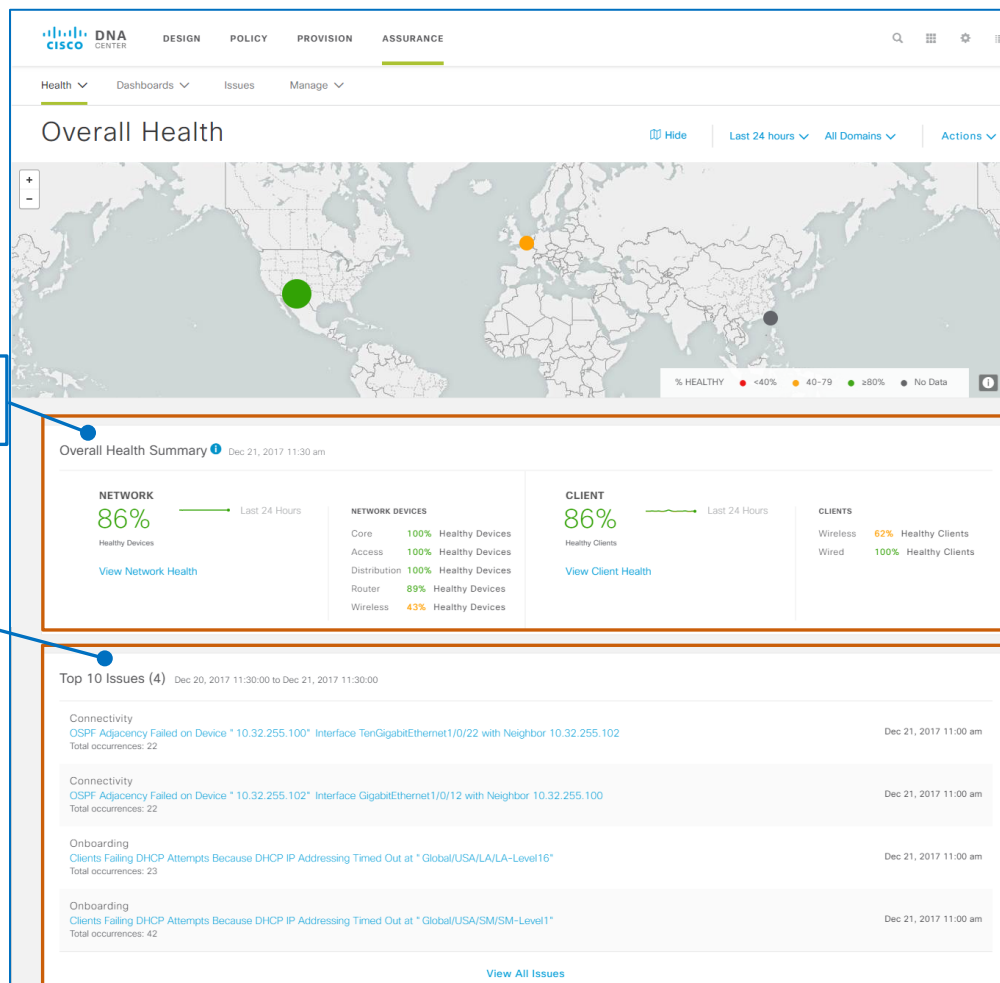 CISCO DNA CENTER DESIGN POLICY PROVISION ASSURANCE
Health Dashboards Issues Manage
Overall Health Hide Last 24 hours All Domains Actions
+
−
% HEALTHY <40% 40-79 ≥80% No Data i
Overall Health Summary i Dec 21, 2017 11:30 am
NETWORK
86% Last 24 Hours
Healthy Devices
View Network Health
NETWORK DEVICES
Core 100% Healthy Devices
Access 100% Healthy Devices
Distribution 100% Healthy Devices
Router 89% Healthy Devices
Wireless 43% Healthy Devices
CLIENT
86% Last 24 Hours
Healthy Clients
View Client Health
CLIENTS
Wireless 62% Healthy Clients
Wired 100% Healthy Clients
Top 10 Issues (4) Dec 20, 2017 11:30:00 to Dec 21, 2017 11:30:00
Connectivity
OSPF Adjacency Failed on Device " 10.32.255.100" Interface TenGigabitEthernet1/0/22 with Neighbor 10.32.255.102 Dec 21, 2017 11:00 am
Total occurrences: 22
Connectivity
OSPF Adjacency Failed on Device " 10.32.255.102" Interface GigabitEthernet1/0/12 with Neighbor 10.32.255.100 Dec 21, 2017 11:00 am
Total occurrences: 22
Onboarding
Clients Failing DHCP Attempts Because DHCP IP Addressing Timed Out at " Global/USA/LA/LA-Level16" Dec 21, 2017 11:00 am
Total occurrences: 23
Onboarding
Clients Failing DHCP Attempts Because DHCP IP Addressing Timed Out at " Global/USA/SM/SM-Level1" Dec 21, 2017 11:00 am
Total occurrences: 42
View All Issues